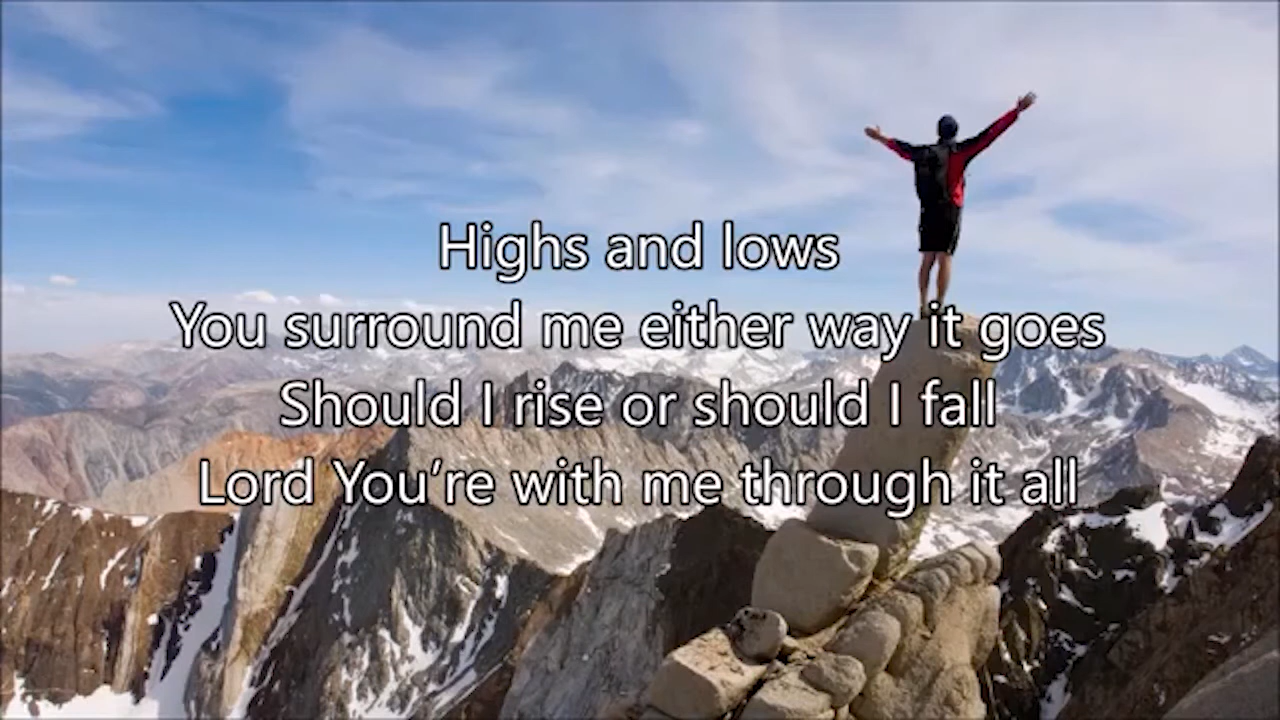 Highs and lows
You surround me either way it goes
Should I rise or should I fall
Lord You’re with me through it all